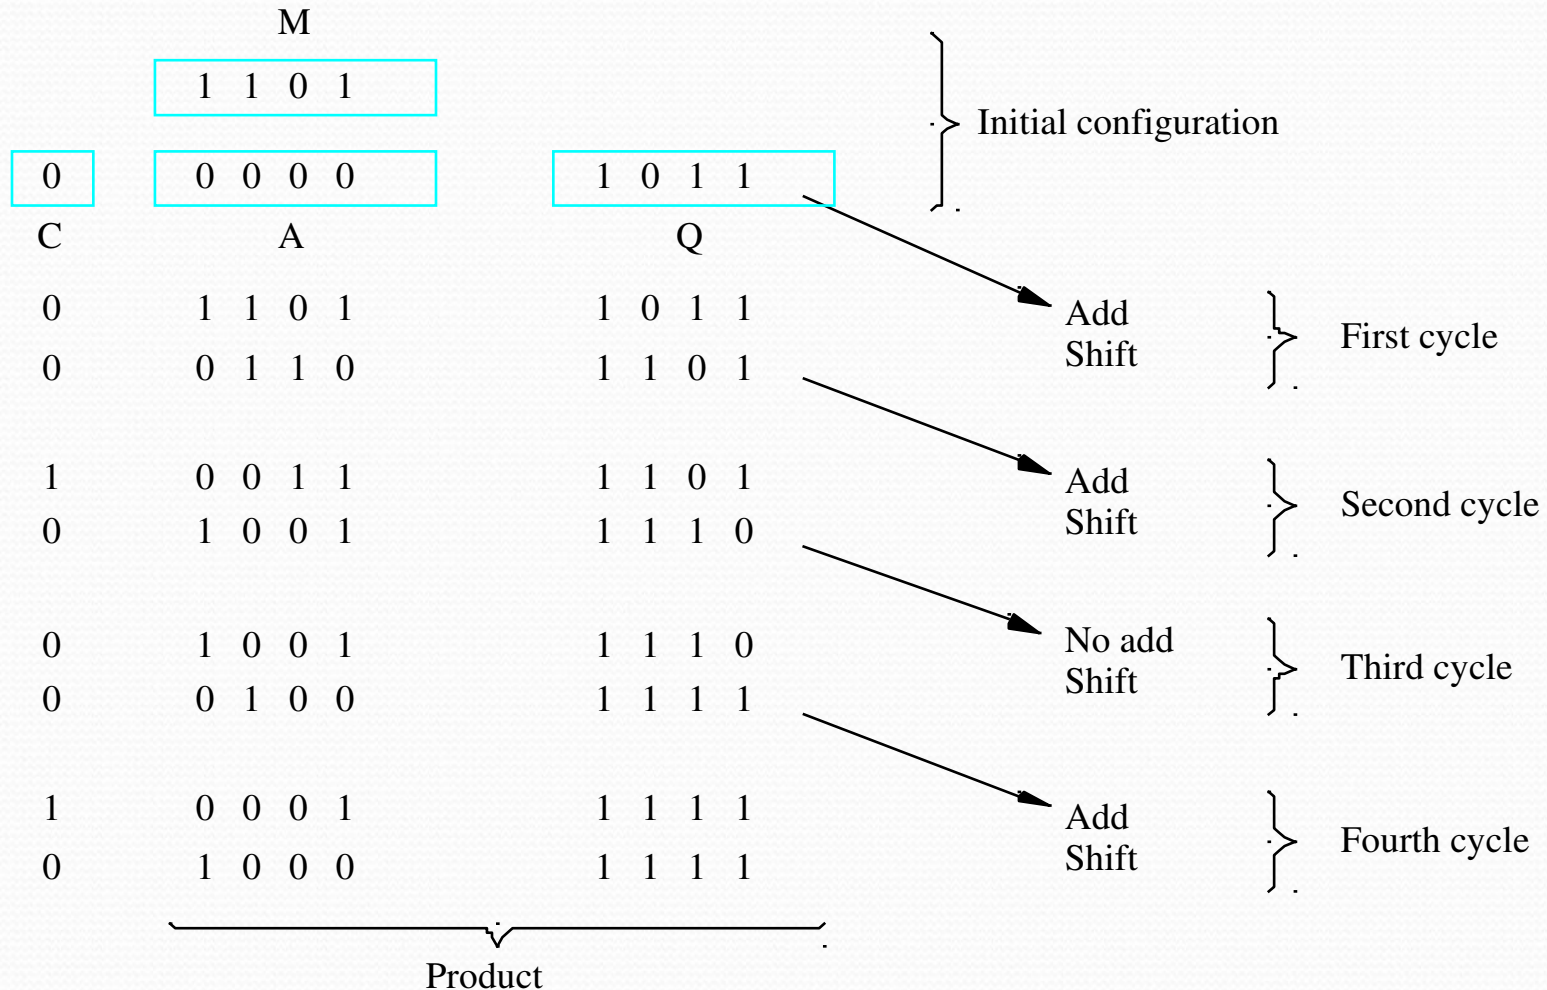 M
1 1 0 1
Initial configuration
0 0 0 0 0 1 0 1 1
C A Q
0 1 1 0 1 1 0 1 1 Add
First cycle
0 0 1 1 0 1 1 0 1 Shift
1 0 0 1 1 1 1 0 1 Add
Second cycle
0 1 0 0 1 1 1 1 0 Shift
0 1 0 0 1 1 1 1 0 No add
Third cycle
0 0 1 0 0 1 1 1 1 Shift
1 0 0 0 1 1 1 1 1 Add
Fourth cycle
0 1 0 0 0 1 1 1 1 Shift
Product